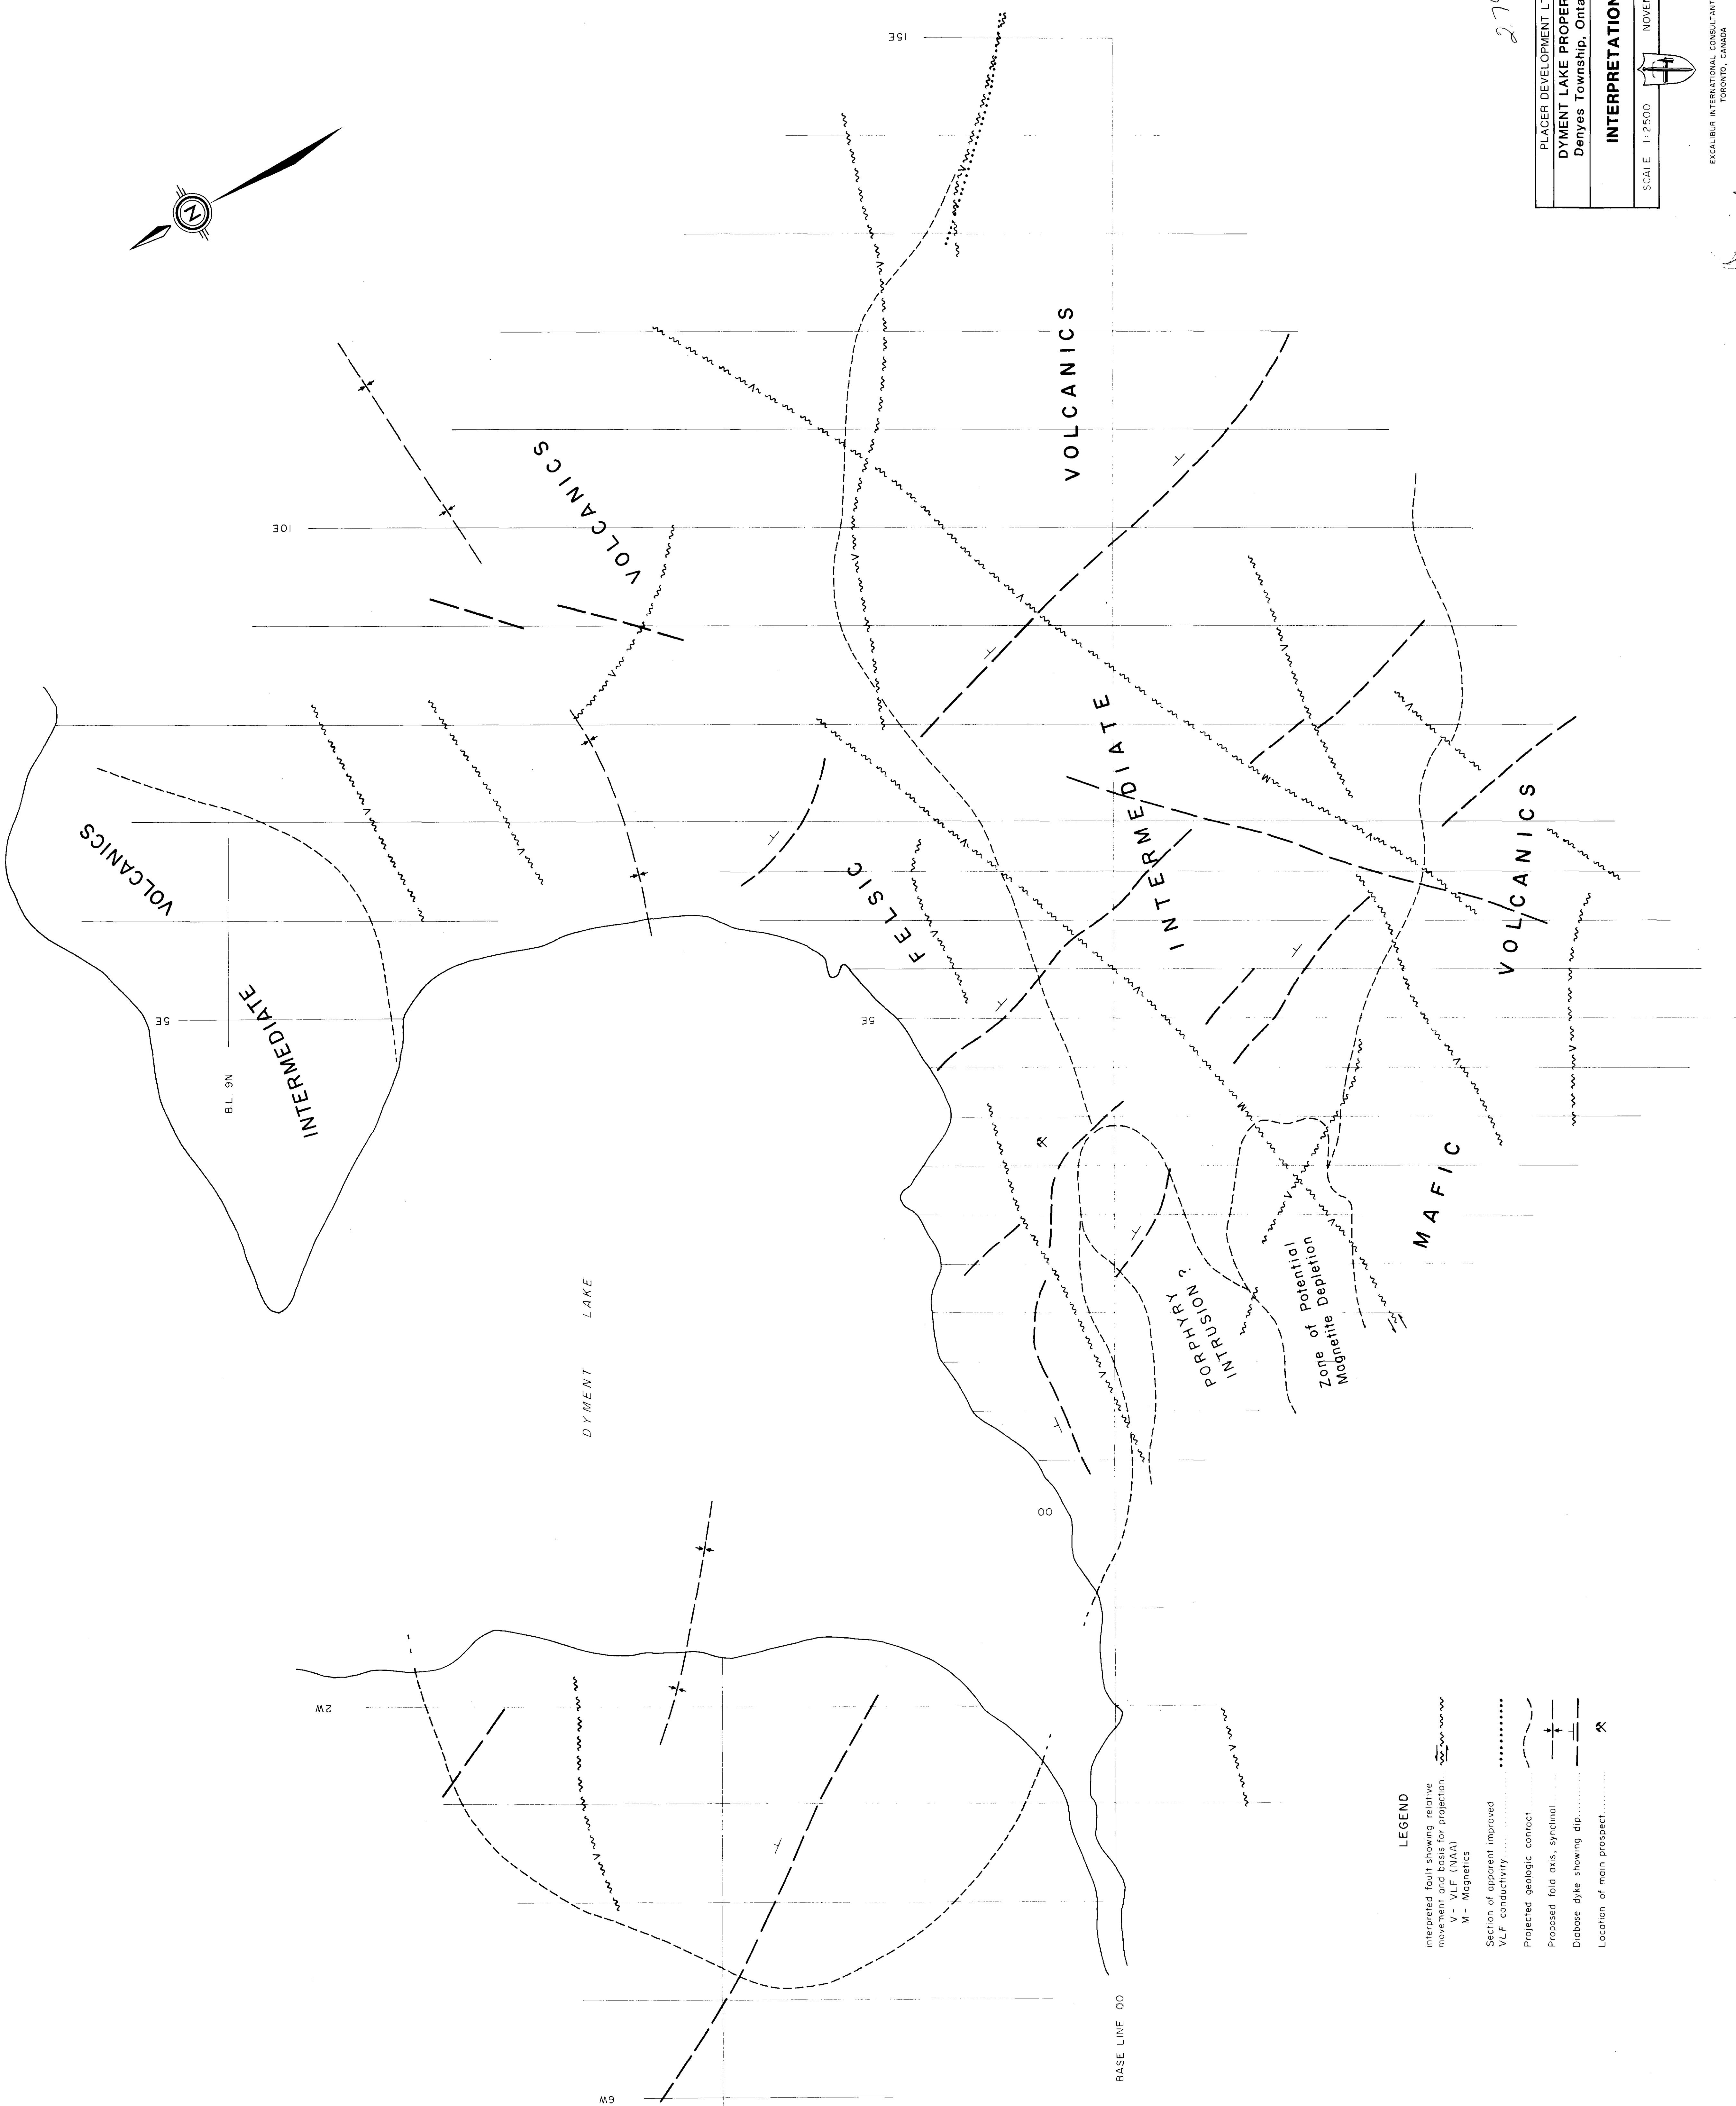 PLACER DEVELOPMENT
DYMENT LAKE
Denyes Township,
INTERPRETATION
SCALE 1:2500
EXCALIBUR INTERNATIONAL
TORONTO, CANADA
N
15E
10E
5E
5E
00
2W
6W
BL 9N
BASE LINE 00
VOLCANICS
INTERMEDIATE
VOLCANICS
FELSIC
VOLCANICS
INTERMEDIATE
VOLCANICS
MAFIC
PORPHYRY
INTRUSION ?
Zone of Potential
Magnetite Depletion
DYMENT LAKE
LEGEND
Interpreted fault showing relative
movement and basis for projection
V - VLF (NAA)
M - Magnetics
Section of apparent improved
VLF conductivity
Projected geologic contact
Proposed fold axis, synclinal
Diabase dyke showing dip
Location of main prospect